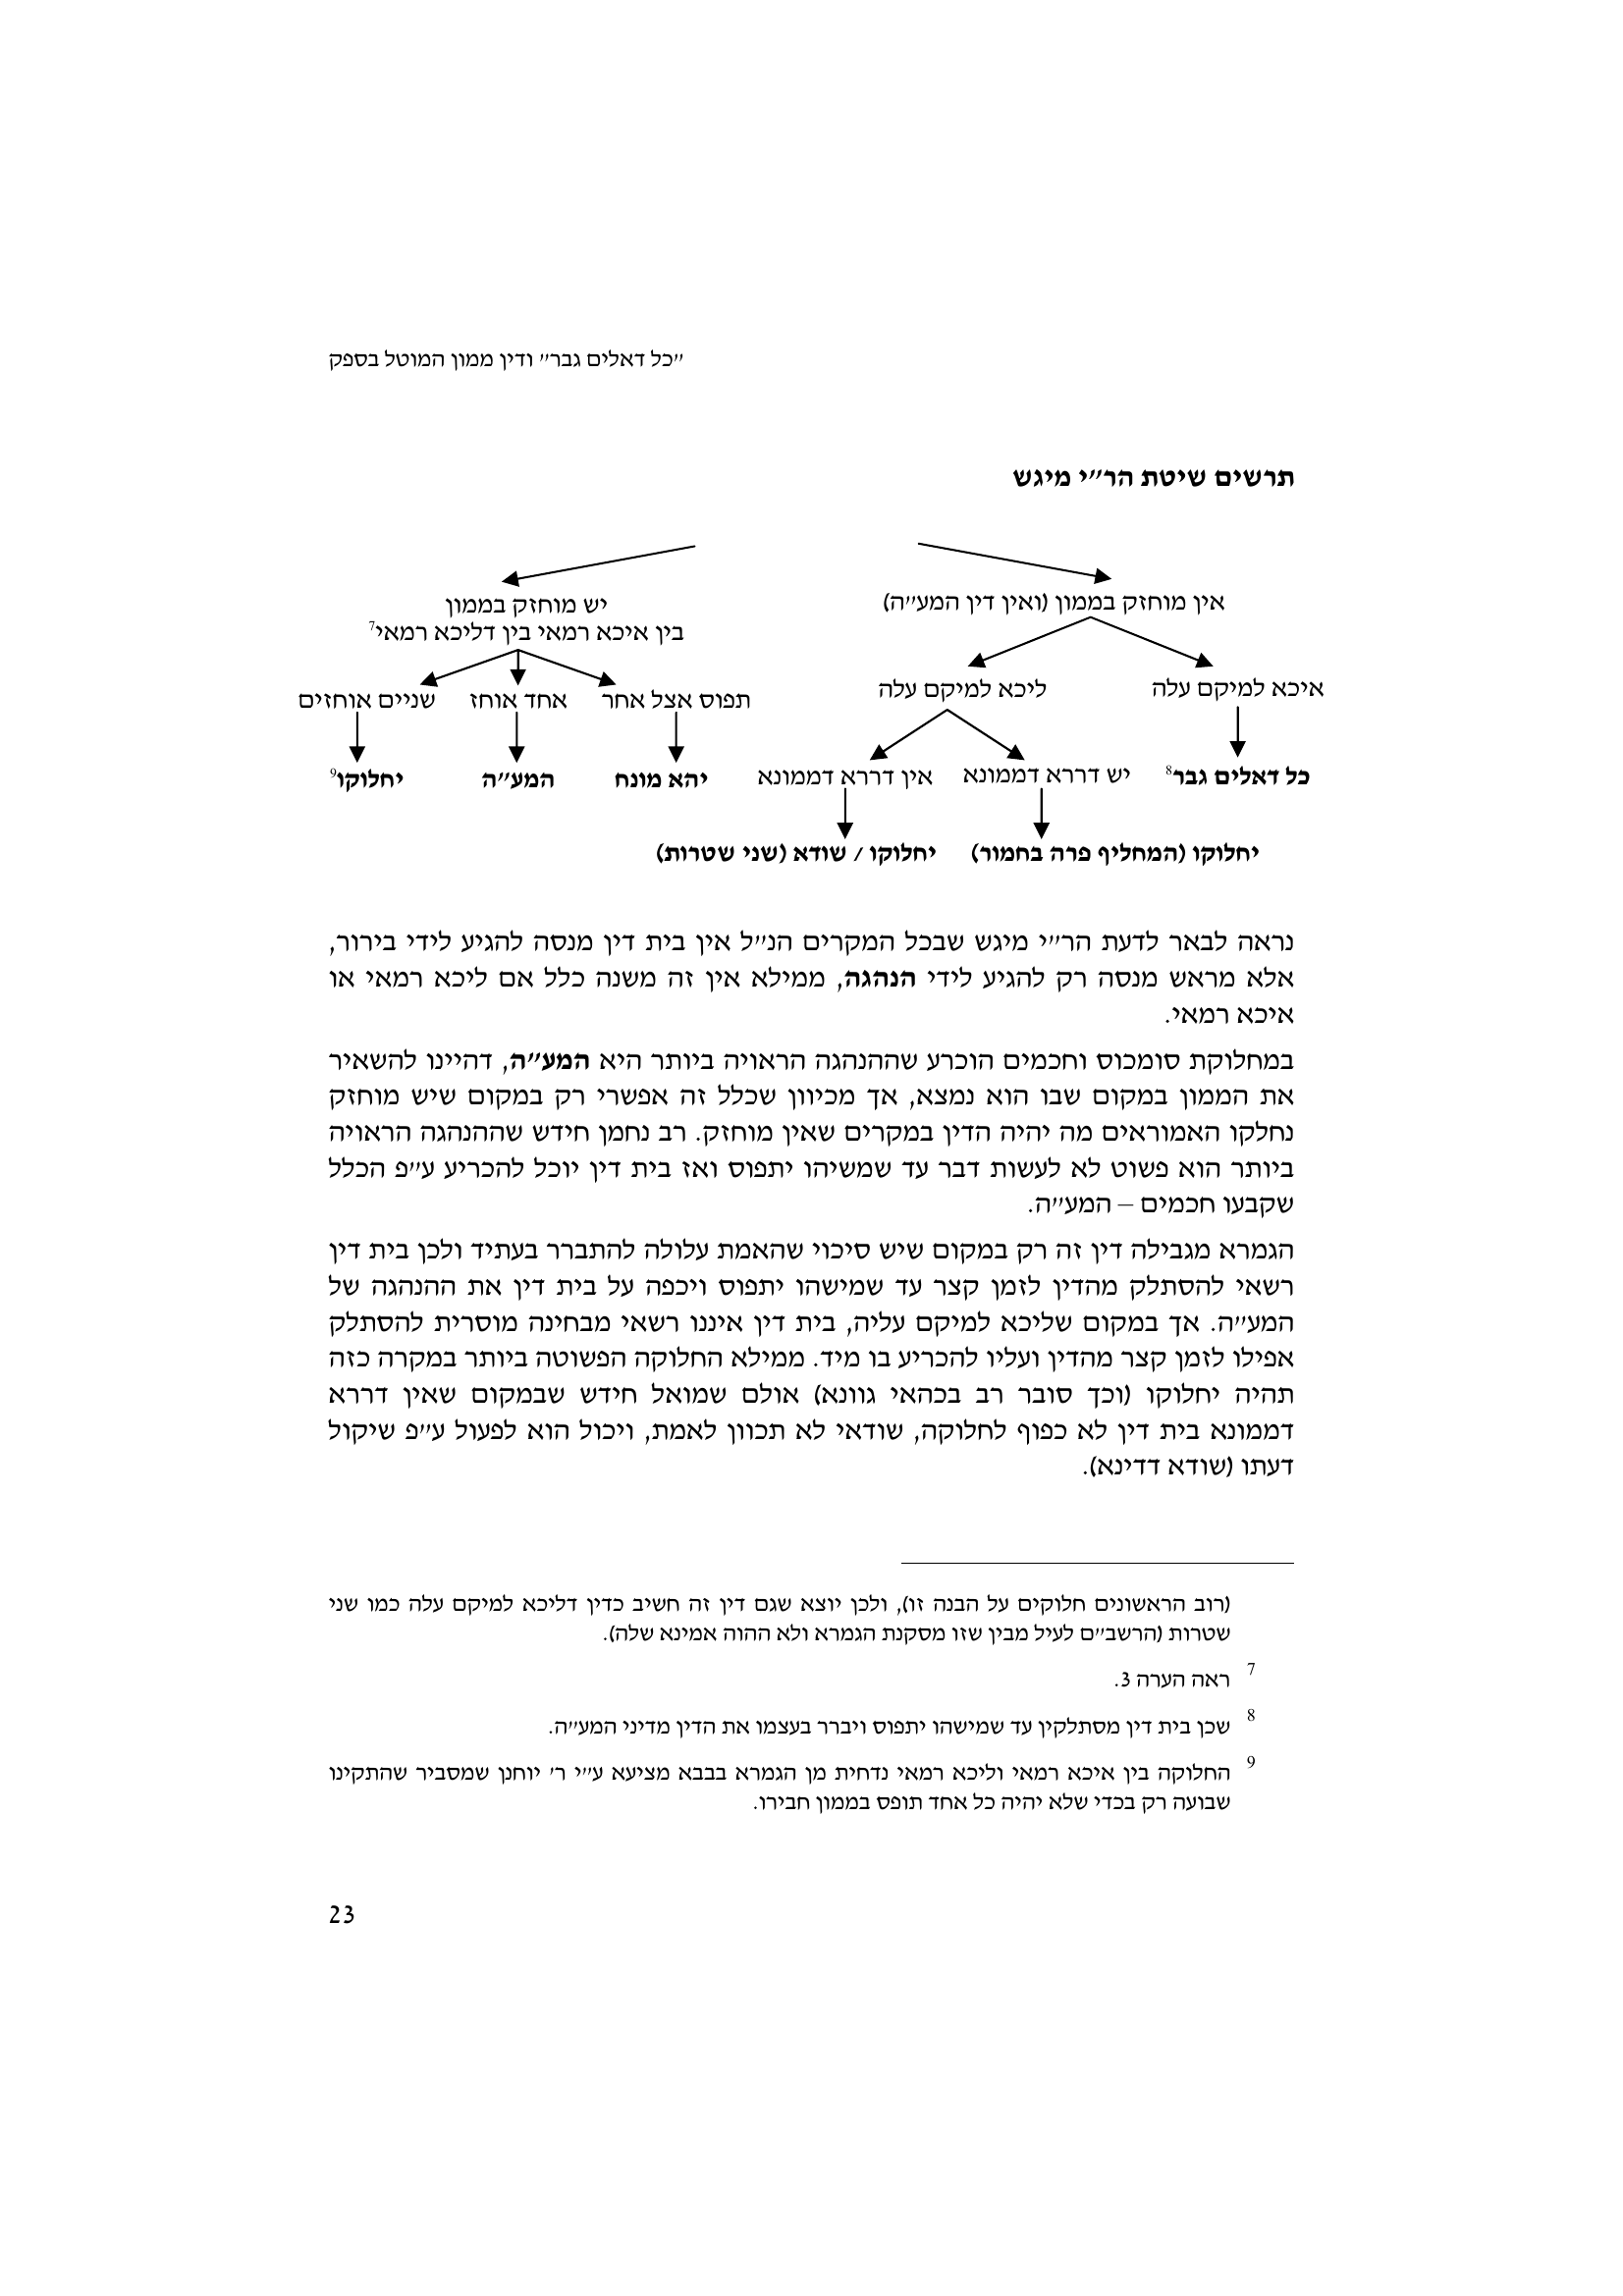 "כל דאלים גבר" ודין ממון המוטל בספק
תרשים שיטת הר"י מיגש
אין מוחזק בממון (ואין דין המע"ה)
יש מוחזק בממון
בין איכא רמאי בין דליכא רמאי7
איכא למיקם עלה
ליכא למיקם עלה
תפוס אצל אחר
אחד אוחז
שניים אוחזים
כל דאלים גבר8
יש דררא דממונא
אין דררא דממונא
יהא מונח
המע"ה
יחלוקו9
יחלוקו (המחליף פרה בחמור)
יחלוקו / שודא (שני שטרות)
נראה לבאר לדעת הר"י מיגש שבכל המקרים הנ"ל אין בית דין מנסה להגיע לידי בירור,
אלא מראש מנסה רק להגיע לידי הנהגה, ממילא אין זה משנה כלל אם ליכא רמאי או
איכא רמאי.
במחלוקת סומכוס וחכמים הוכרע שההנהגה הראויה ביותר היא המע"ה, דהיינו להשאיר
את הממון במקום שבו הוא נמצא, אך מכיוון שכלל זה אפשרי רק במקום שיש מוחזק
נחלקו האמוראים מה יהיה הדין במקרים שאין מוחזק. רב נחמן חידש שההנהגה הראויה
ביותר הוא פשוט לא לעשות דבר עד שמשיהו יתפוס ואז בית דין יוכל להכריע ע"פ הכלל
שקבעו חכמים – המע"ה.
הגמרא מגבילה דין זה רק במקום שיש סיכוי שהאמת עלולה להתברר בעתיד ולכן בית דין
רשאי להסתלק מהדין לזמן קצר עד שמישהו יתפוס ויכפה על בית דין את ההנהגה של
המע"ה. אך במקום שליכא למיקם עליה, בית דין איננו רשאי מבחינה מוסרית להסתלק
אפילו לזמן קצר מהדין ועליו להכריע בו מיד. ממילא החלוקה הפשוטה ביותר במקרה כזה
תהיה יחלוקו (וכך סובר רב בכהאי גוונא) אולם שמואל חידש שבמקום שאין דררא
דממונא בית דין לא כפוף לחלוקה, שודאי לא תכוון לאמת, ויכול הוא לפעול ע"פ שיקול
דעתו (שודא דדינא).
(רוב הראשונים חלוקים על הבנה זו), ולכן יוצא שגם דין זה חשיב כדין דליכא למיקם עלה כמו שני
שטרות (הרשב"ם לעיל מבין שזו מסקנת הגמרא ולא ההוה אמינא שלה).
7 ראה הערה 3.
8 שכן בית דין מסתלקין עד שמישהו יתפוס ויברר בעצמו את הדין מדיני המע"ה.
9 החלוקה בין איכא רמאי וליכא רמאי נדחית מן הגמרא בבבא מציעא ע"י ר' יוחנן שמסביר שהתקינו
שבועה רק בכדי שלא יהיה כל אחד תופס בממון חבירו.
23